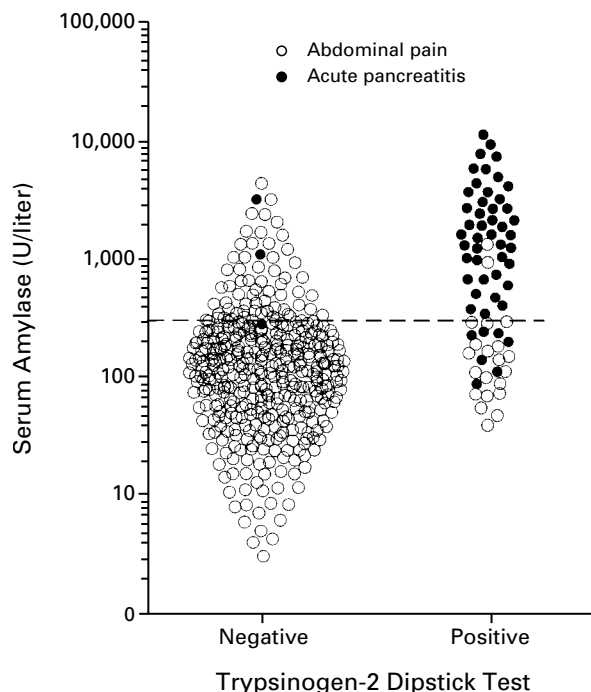 100,000
Abdominal pain
Acute pancreatitis
10,000
1,000
100
10
0
Serum Amylase (U/liter)
Negative
Positive
Trypsinogen-2 Dipstick Test